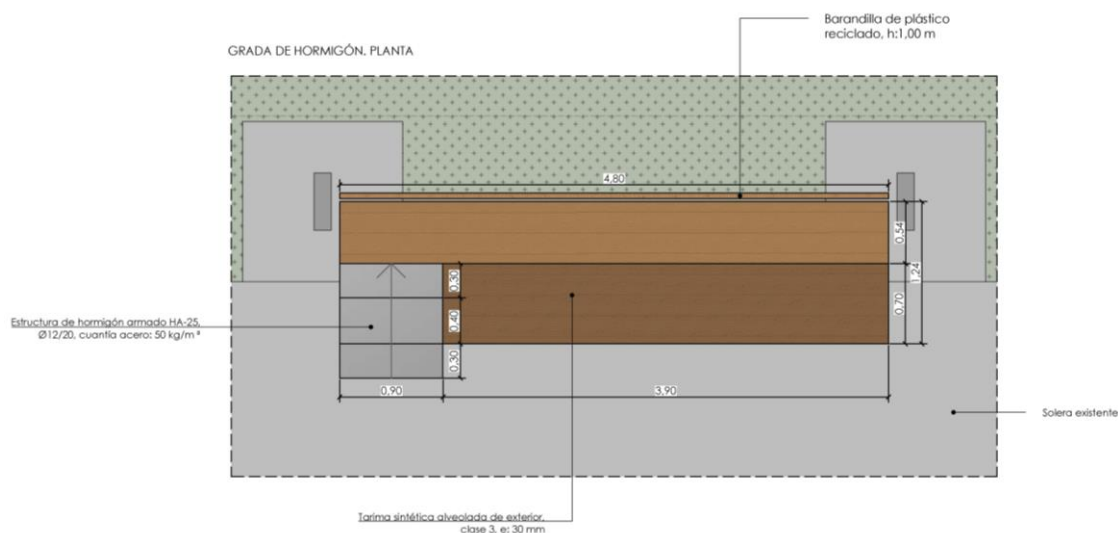 Barandilla de plástico
reciclado, h:1,00 m
GRADA DE HORMIGÓN. PLANTA
4,80
0,54
1,24
0,30
0,70
0,40
Estructura de hormigón armado HA-25,
Ø12/20, cuantía acero: 50 kg/m³
0,30
0,90
3,90
Solera existente
Tarima sintética alveolada de exterior,
clase 3, e: 30 mm